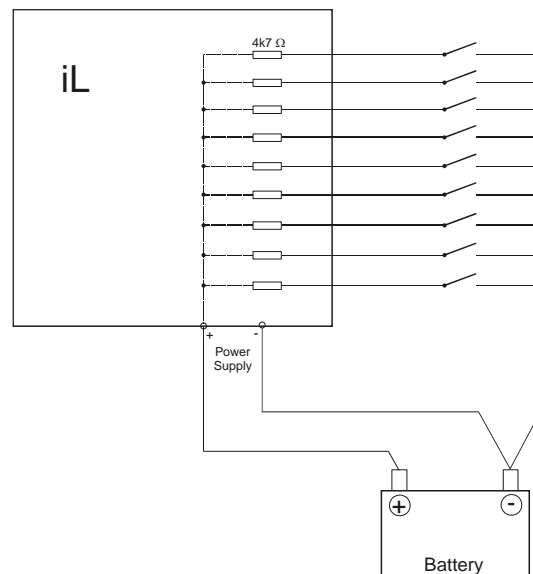 4k7 Ω
iL
+ -
Power
Supply
+ -
Battery